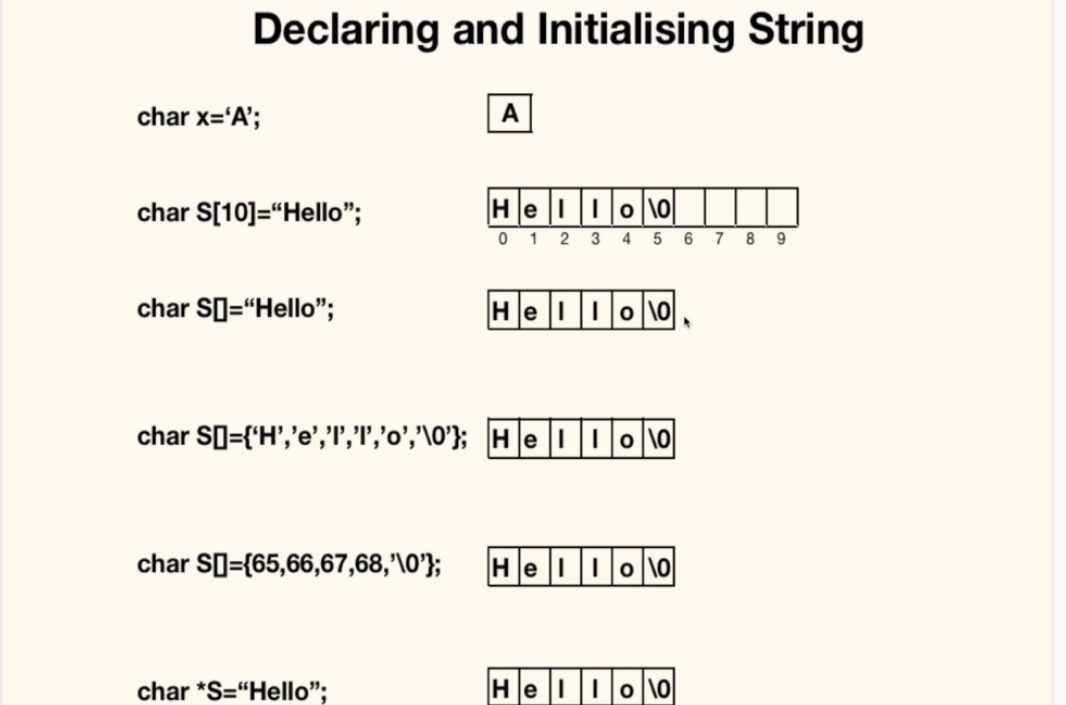 Declaring and Initialising String
char x=‘A’; A
char S[10]=“Hello”; H e l l o \0
0 1 2 3 4 5 6 7 8 9
char S[]=“Hello”; H e l l o \0
char S[]={‘H’,’e’,’l’,’l’,’o’,’\0’}; H e l l o \0
char S[]={65,66,67,68,’\0’}; H e l l o \0
char *S=“Hello”; H e l l o \0